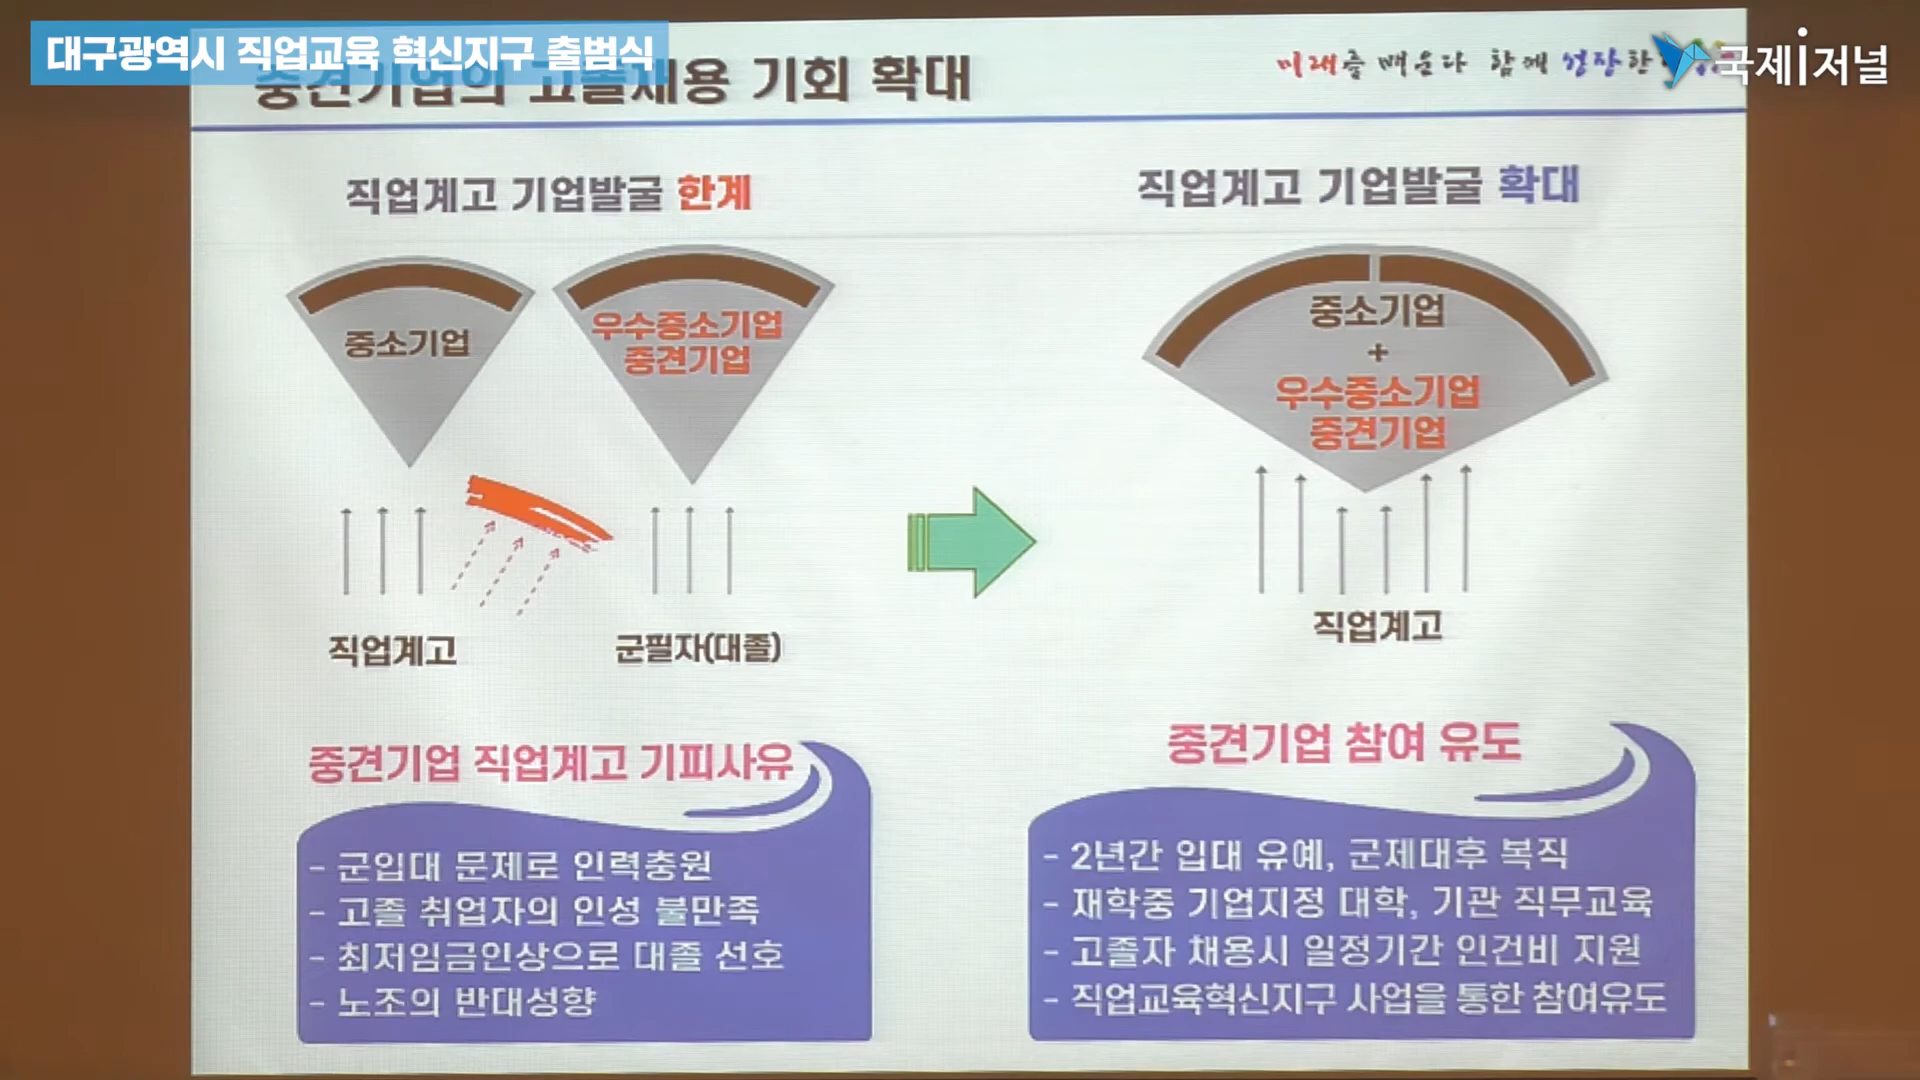 대구광역시 직업교육 혁신지구 출범식
중견기업의 고졸채용 기회 확대
미래를 배운다 함께 성장한
국제i저널
직업계고 기업발굴 한계
중소기업
우수중소기업
중견기업
직업계고
군필자(대졸)
중견기업 직업계고 기피사유
- 군입대 문제로 인력충원
- 고졸 취업자의 인성 불만족
- 최저임금인상으로 대졸 선호
- 노조의 반대성향
직업계고 기업발굴 확대
중소기업
+
우수중소기업
중견기업
직업계고
중견기업 참여 유도
- 2년간 입대 유예, 군제대후 복직
- 재학중 기업지정 대학, 기관 직무교육
- 고졸자 채용시 일정기간 인건비 지원
- 직업교육혁신지구 사업을 통한 참여유도